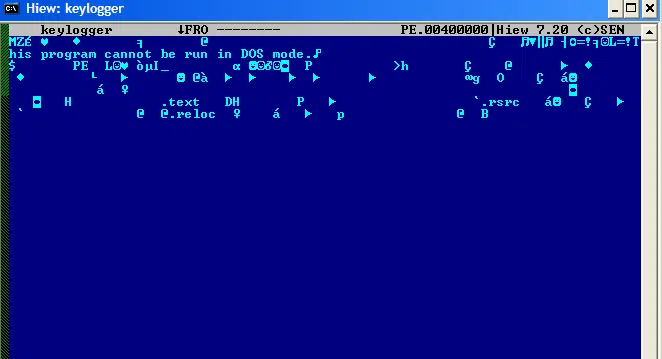 Hiew: keylogger
keylogger ↓FRO -------- PE.00400000|Hiew 7.20 (c)SEN
MZÉ ♥ ♦ ╕ @ Ç ♫▼║♫ ┤○=!╕☺L=!T
his program cannot be run in DOS mode.♪
$ PE L☺♥ òµI_ α ◘☺♂☺◘ P >h Ç @ ► ♦
♦ └ ► ◘ @à ► ► ► ► ► ∞g O Ç á◘
á ♀ ◘
◘ H .text DH P ► `.rsrc á◘ Ç ►
` @ @.reloc ♀ á ► p @ B